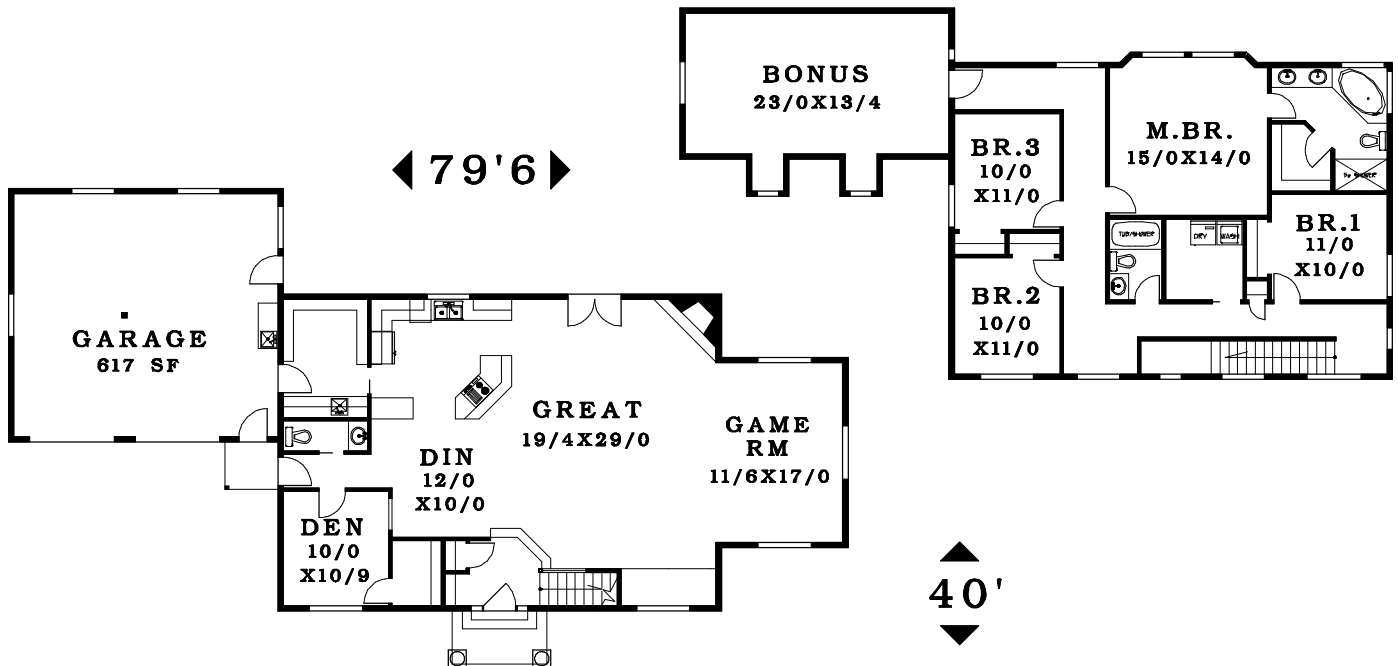 BONUS
23/0X13/4
M.BR.
15/0X14/0
BR.3
10/0
X11/0
TUB/SHOWER
DRY
WASH
BR.1
11/0
X10/0
BR.2
10/0
X11/0
79'6
GARAGE
617 SF
GREAT
19/4X29/0
GAME
RM
11/6X17/0
DIN
12/0
X10/0
DEN
10/0
X10/9
40'